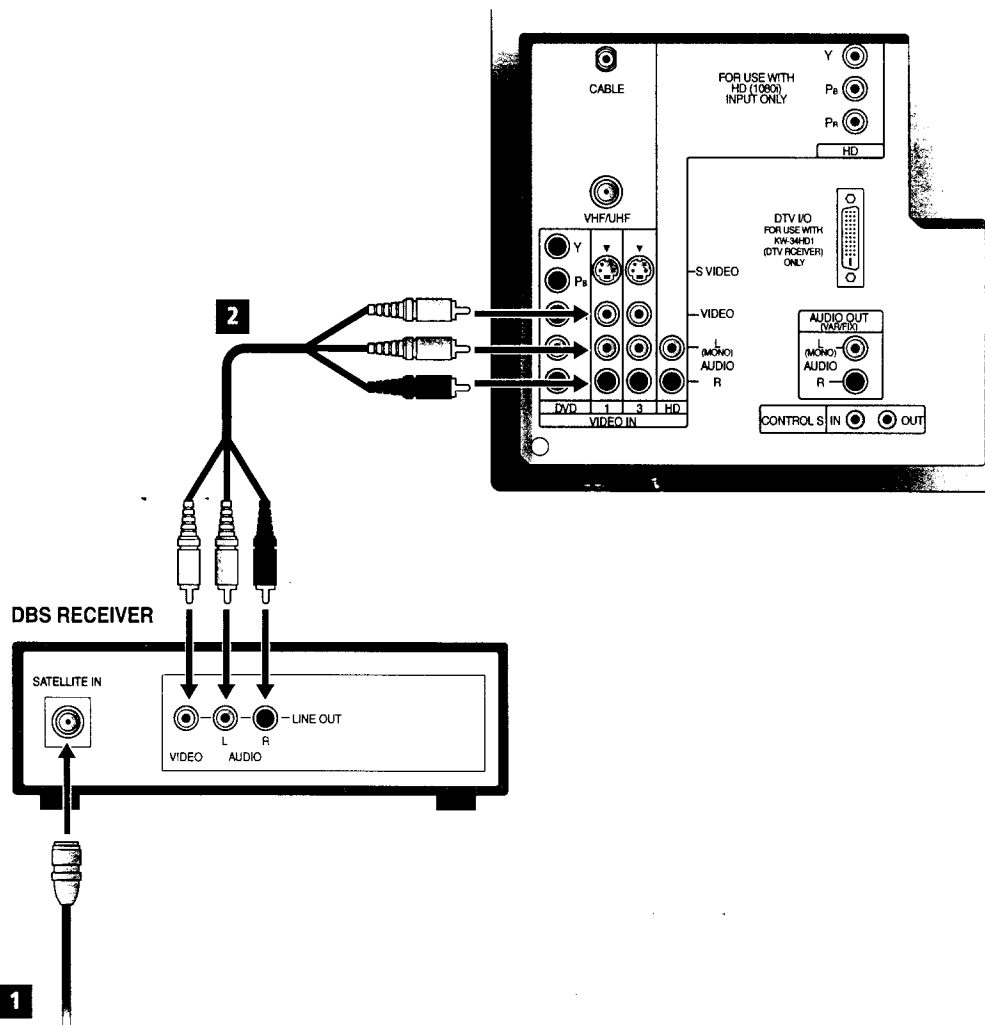 CABLE
FOR USE WITH
HD (1080i)
INPUT ONLY
Y
PB
PR
HD
VHF/UHF
DTV I/O
FOR USE WITH
KW-34HD1
(DTV RCEIVER)
ONLY
Y
PB
S VIDEO
VIDEO
L
(MONO)
AUDIO
R
DVD
1
3
HD
VIDEO IN
AUDIO OUT
(VAR/FIX)
L
(MONO)
AUDIO
R
CONTROL S
IN
OUT
2
DBS RECEIVER
SATELLITE IN
LINE OUT
L
R
VIDEO
AUDIO
1